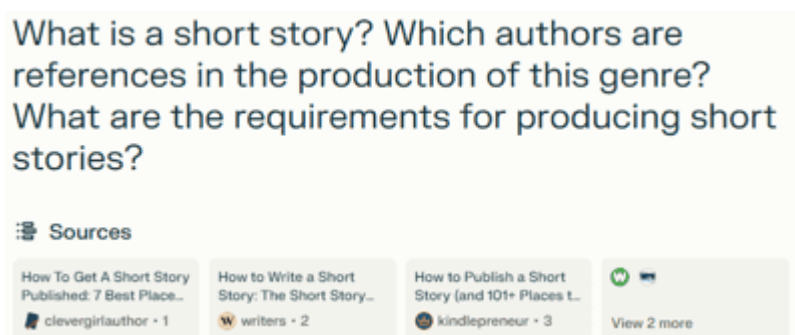 What is a short story? Which authors are
references in the production of this genre?
What are the requirements for producing short
stories?
Sources
How To Get A Short Story
Published: 7 Best Place...
clevergirlauthor • 1
How to Write a Short
Story: The Short Story...
writers • 2
How to Publish a Short
Story (and 101+ Places t...
kindlepreneur • 3
View 2 more